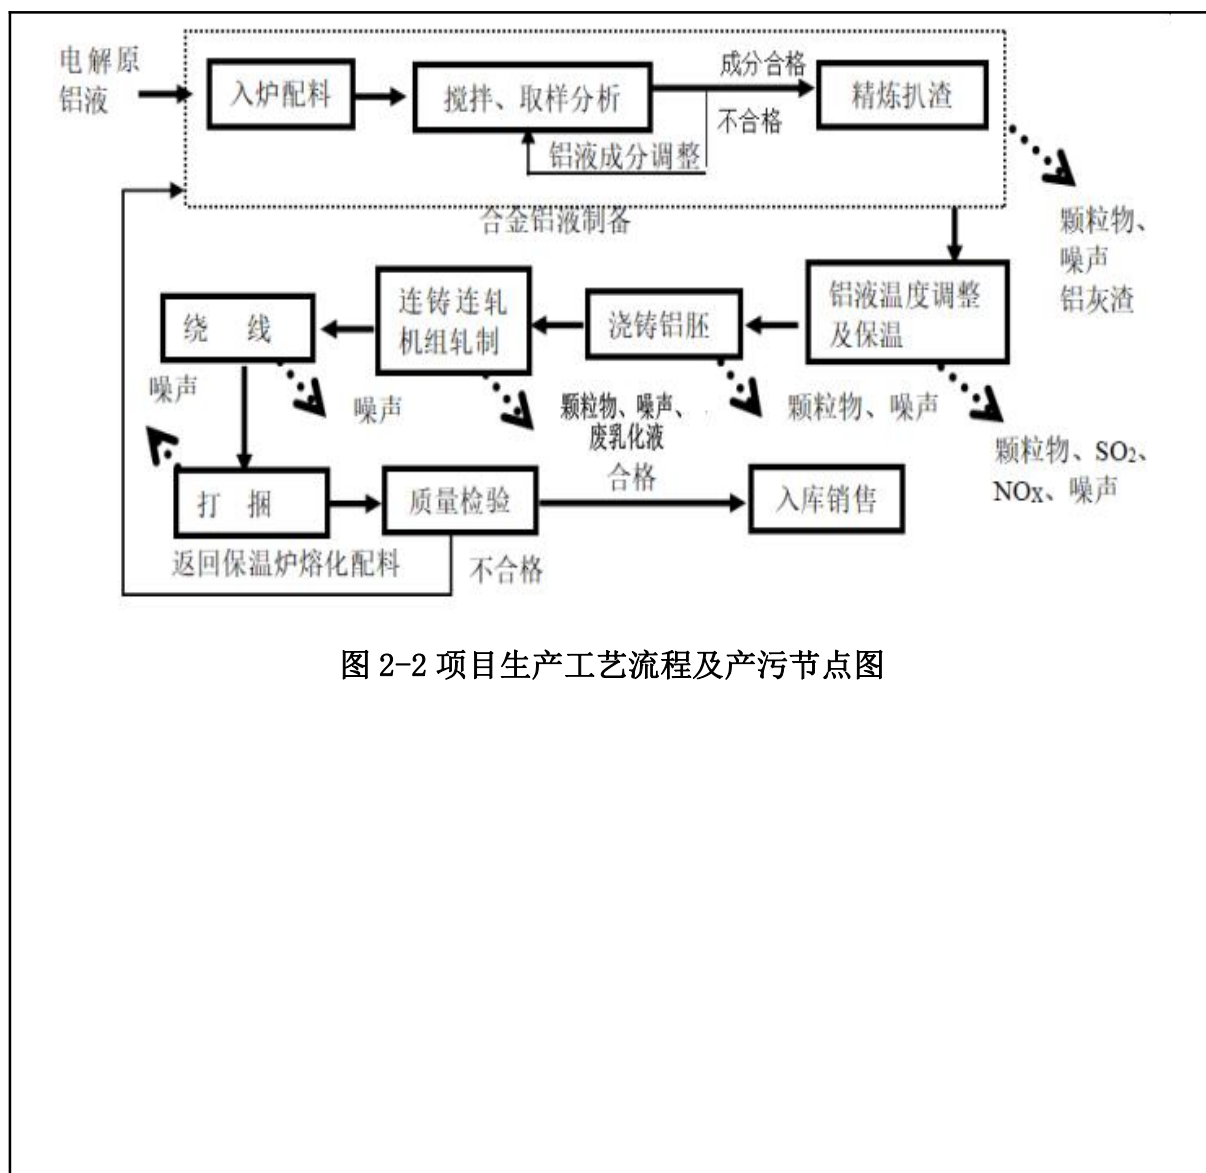 电解原
铝液
入炉配料
搅拌、取样分析
成分合格
不合格
精炼扒渣
铝液成分调整
合金铝液制备
颗粒物、
噪声
铝灰渣
绕 线
连铸连轧
机组轧制
浇铸铝胚
铝液温度调整
及保温
噪声
噪声
颗粒物、噪声、
废乳化液
颗粒物、噪声
颗粒物、SO₂、
NOx、噪声
打 捆
质量检验
合格
入库销售
返回保温炉熔化配料
不合格
图 2-2 项目生产工艺流程及产污节点图